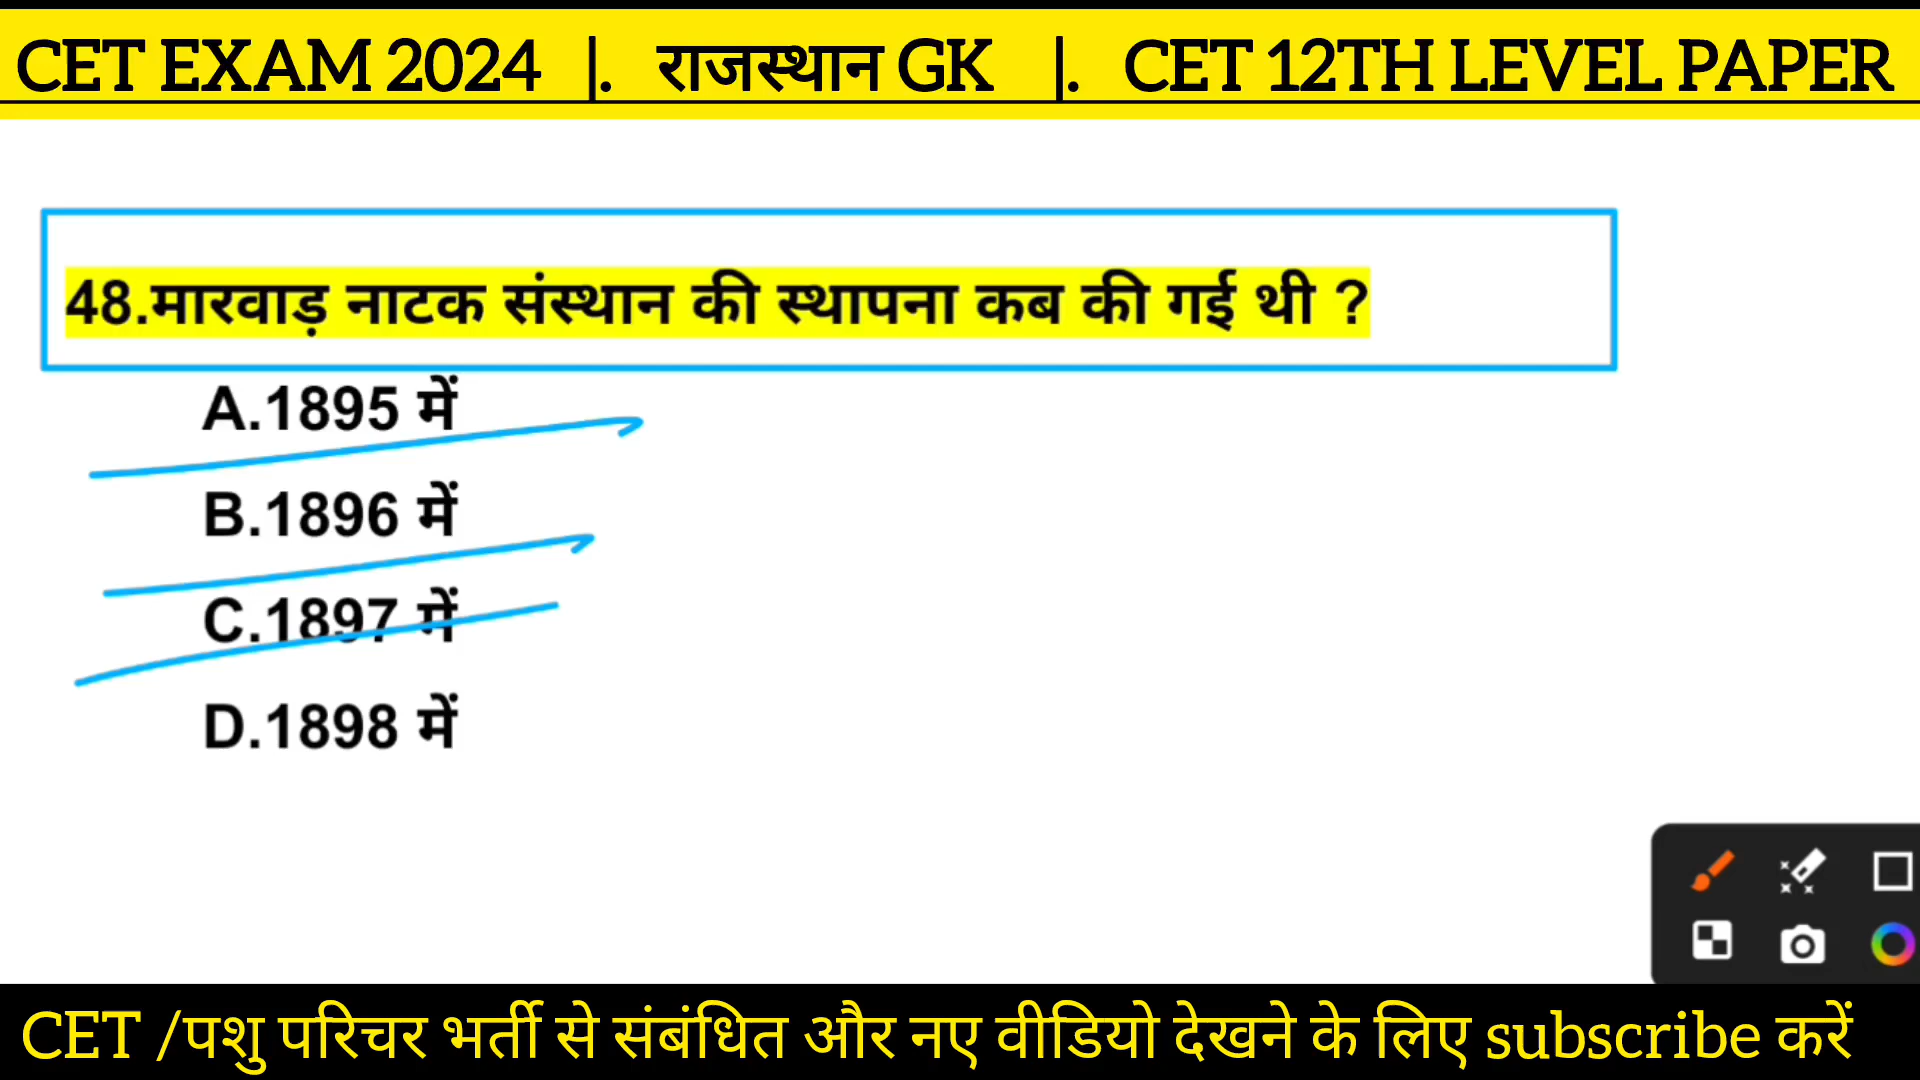 CET EXAM 2024 |. राजस्थान GK |. CET 12TH LEVEL PAPER
48.मारवाड़ नाटक संस्थान की स्थापना कब की गई थी ?
A.1895 में
B.1896 में
C.1897 में
D.1898 में
CET /पशु परिचर भर्ती से संबंधित और नए वीडियो देखने के लिए subscribe करें